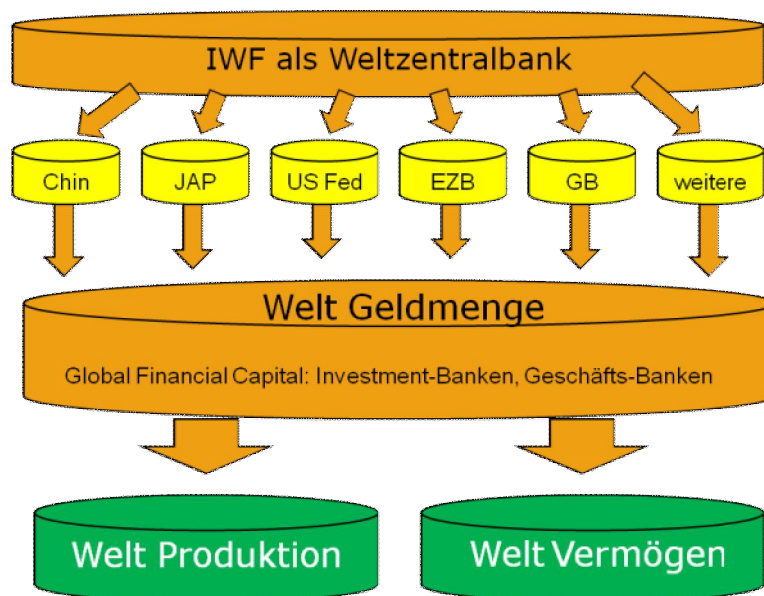 IWF als Weltzentralbank
Chin
JAP
US Fed
EZB
GB
weitere
Welt Geldmenge
Global Financial Capital: Investment-Banken, Geschäfts-Banken
Welt Produktion
Welt Vermögen